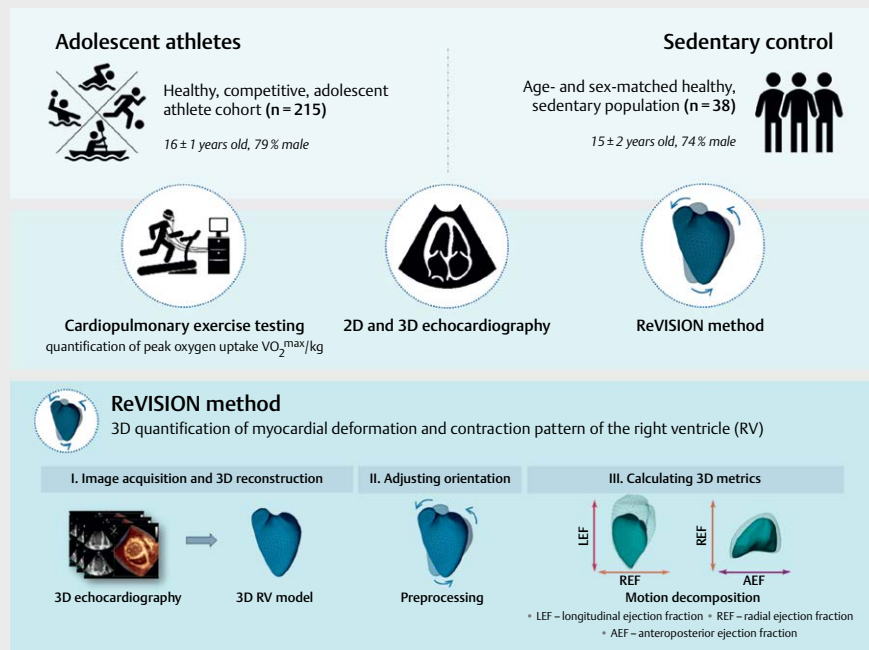 Adolescent athletes
Healthy, competitive, adolescent
athlete cohort (n = 215)
16 ± 1 years old, 79 % male
Sedentary control
Age- and sex-matched healthy,
sedentary population (n = 38)
15 ± 2 years old, 74 % male
Cardiopulmonary exercise testing
quantification of peak oxygen uptake VO2max/kg
2D and 3D echocardiography
ReVISION method
ReVISION method
3D quantification of myocardial deformation and contraction pattern of the right ventricle (RV)
I. Image acquisition and 3D reconstruction
3D echocardiography
3D RV model
II. Adjusting orientation
Preprocessing
III. Calculating 3D metrics
LEF
REF
REF
AEF
Motion decomposition
• LEF – longitudinal ejection fraction • REF – radial ejection fraction
• AEF – anteroposterior ejection fraction